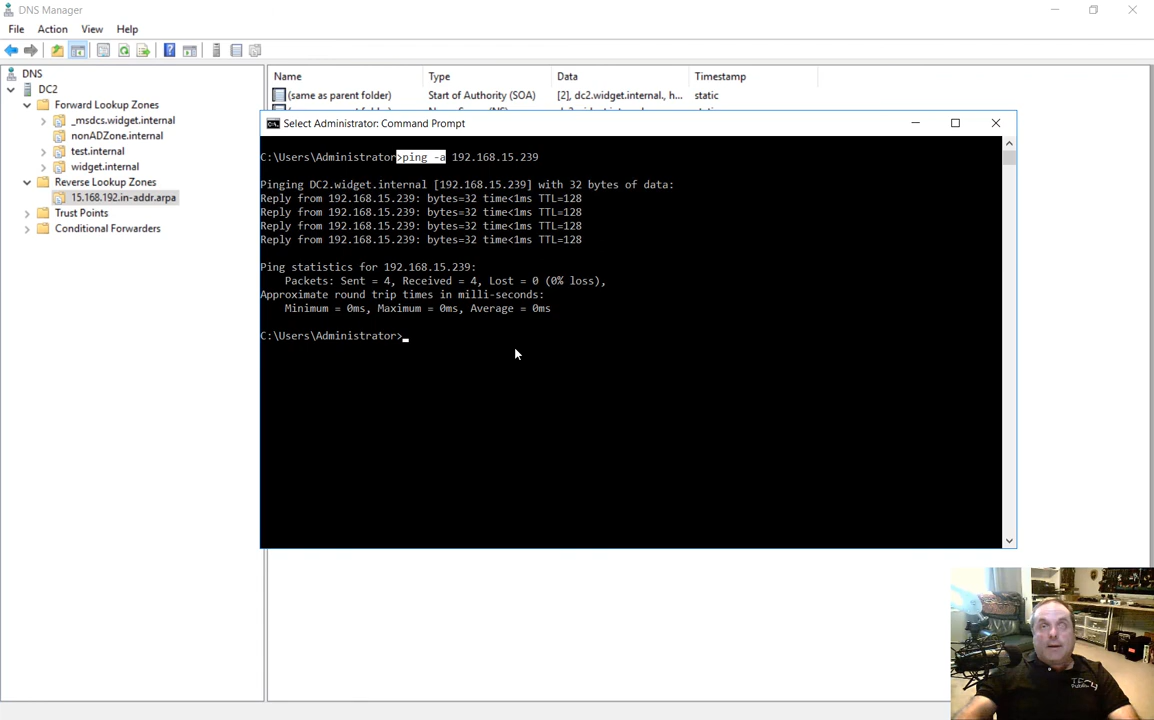 DNS Manager
File Action View Help
DNS
DC2
Forward Lookup Zones
_msdcs.widget.internal
nonADZone.internal
test.internal
widget.internal
Reverse Lookup Zones
15.168.192.in-addr.arpa
Trust Points
Conditional Forwarders
Name Type Data Timestamp
(same as parent folder) Start of Authority (SOA) [2], dc2.widget.internal., h... static
Select Administrator: Command Prompt
C:\Users\Administrator>ping -a 192.168.15.239
Pinging DC2.widget.internal [192.168.15.239] with 32 bytes of data:
Reply from 192.168.15.239: bytes=32 time<1ms TTL=128
Reply from 192.168.15.239: bytes=32 time<1ms TTL=128
Reply from 192.168.15.239: bytes=32 time<1ms TTL=128
Reply from 192.168.15.239: bytes=32 time<1ms TTL=128
Ping statistics for 192.168.15.239:
Packets: Sent = 4, Received = 4, Lost = 0 (0% loss),
Approximate round trip times in milli-seconds:
Minimum = 0ms, Maximum = 0ms, Average = 0ms
C:\Users\Administrator>